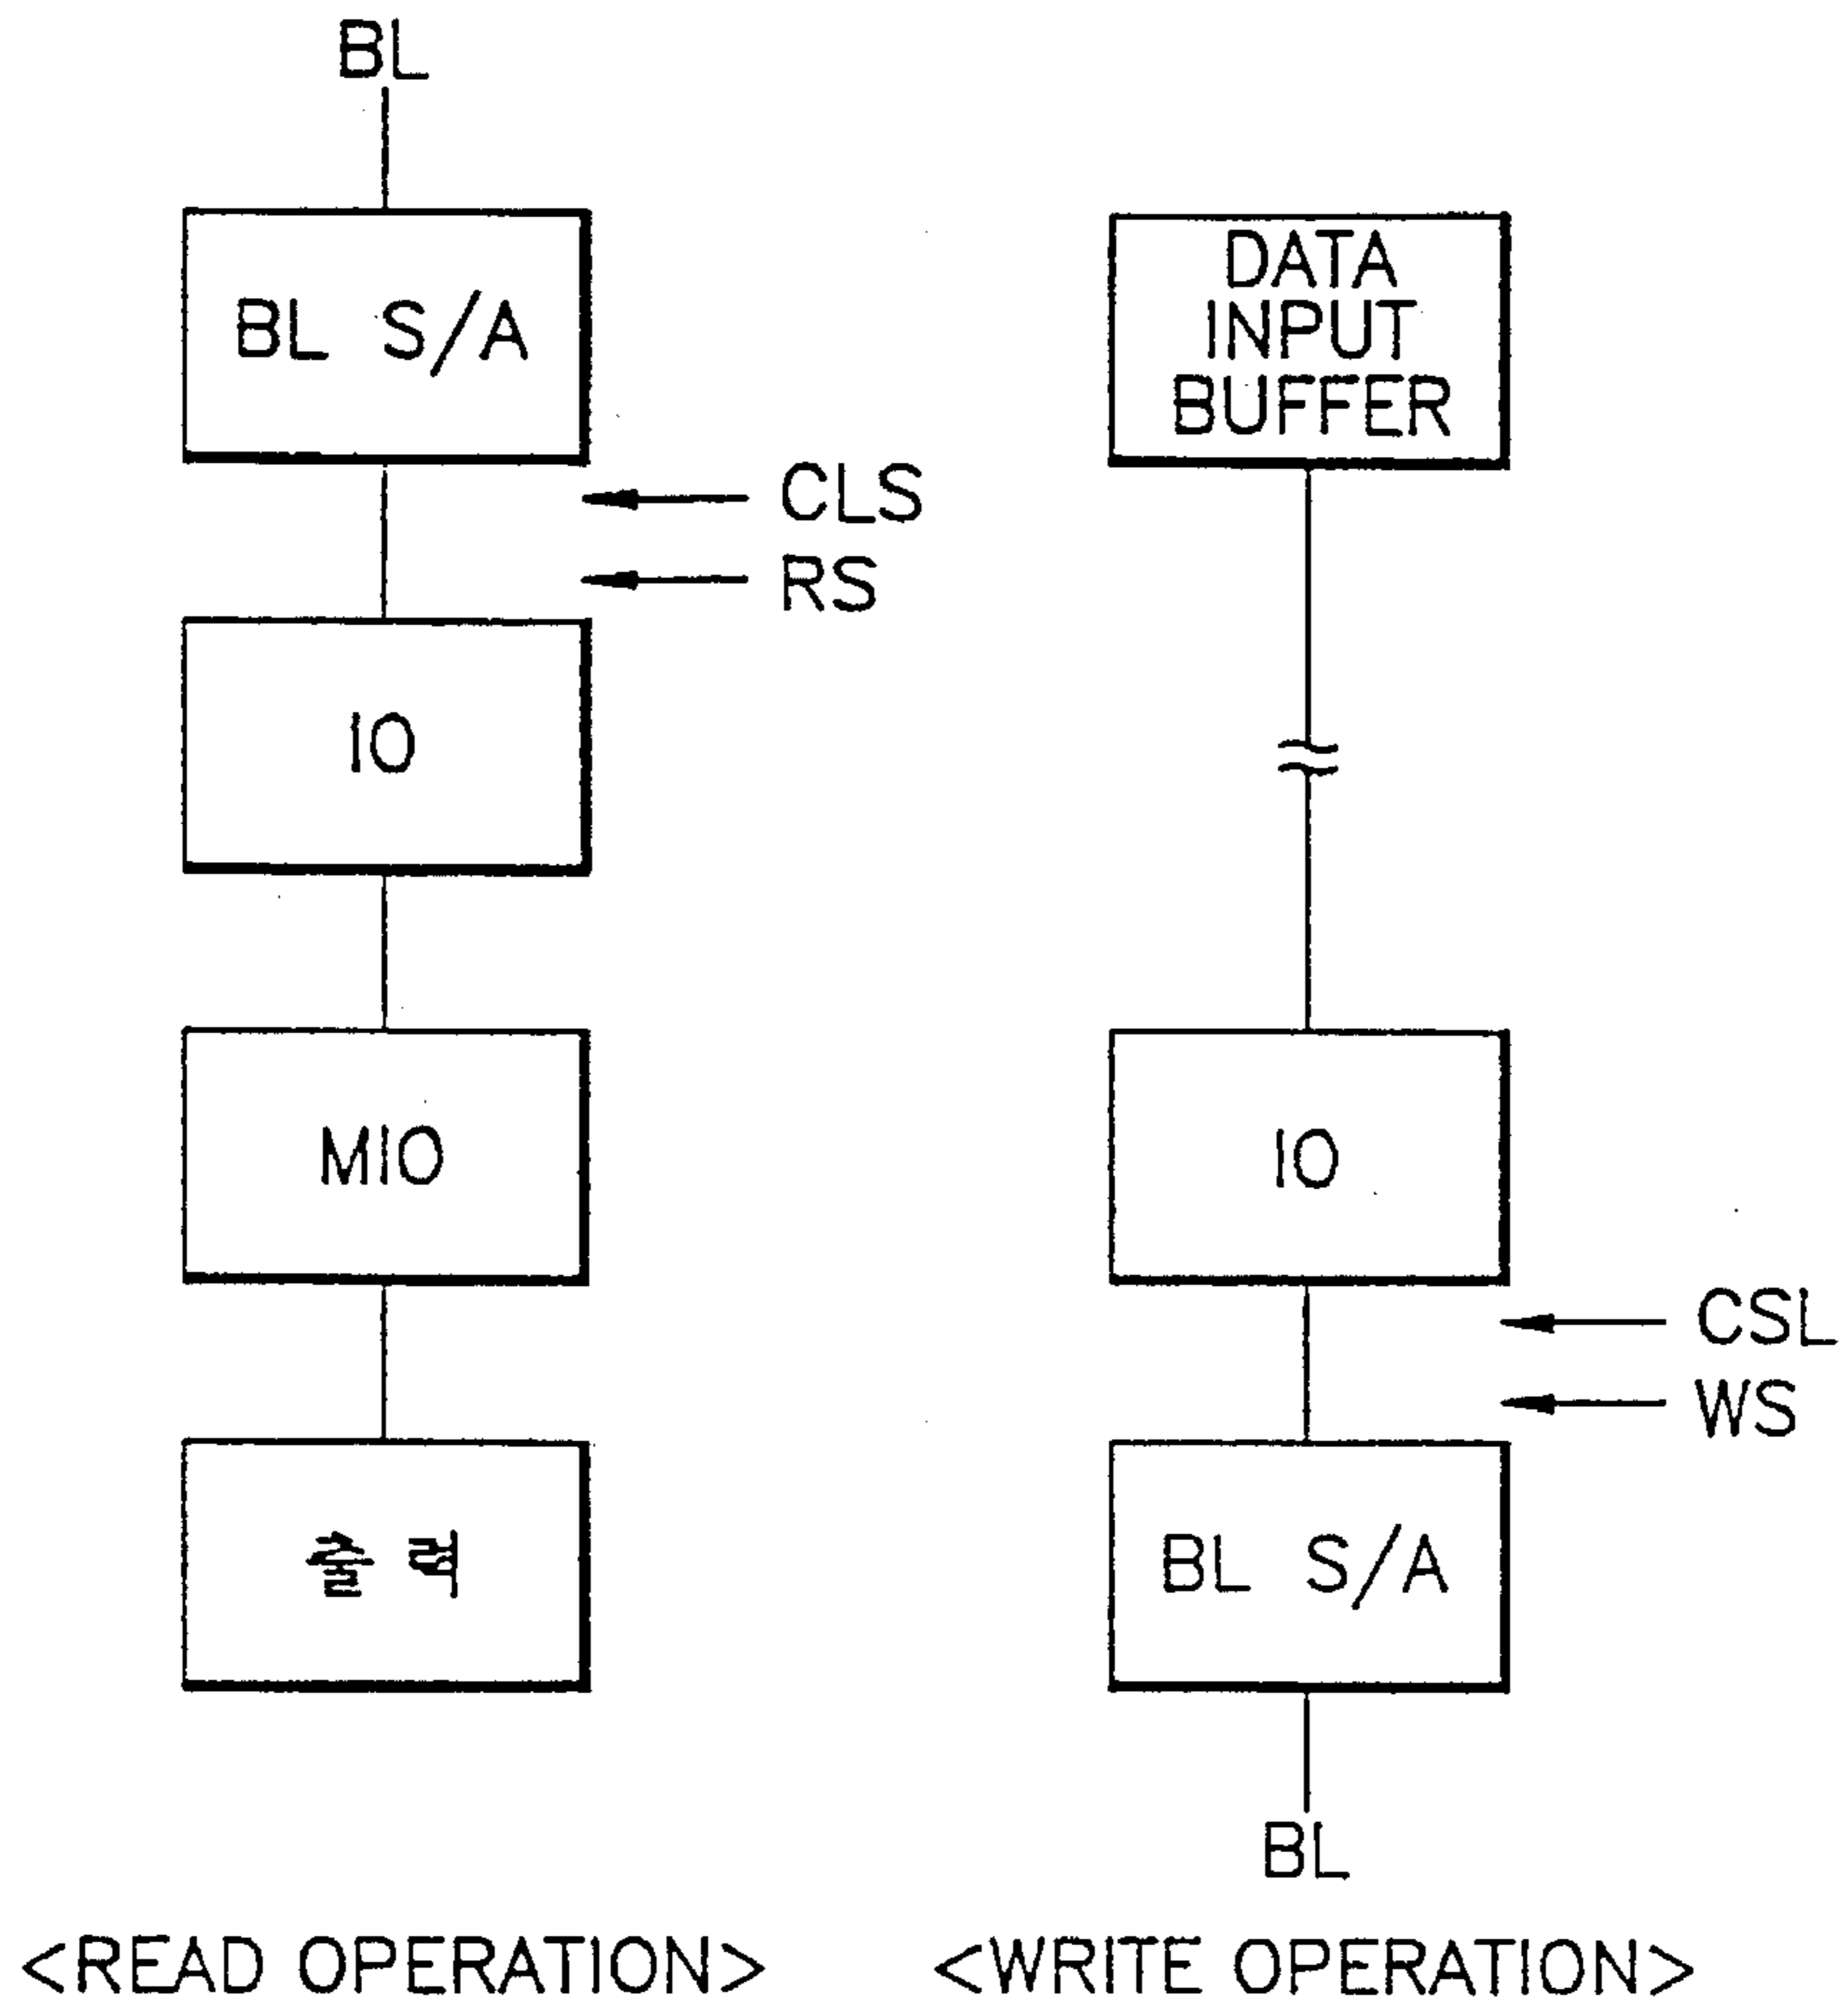 BL
BL S/A
CLS
RS
IO
MIO
출력
<READ OPERATION>
DATA
INPUT
BUFFER
IO
CSL
WS
BL S/A
BL
<WRITE OPERATION>